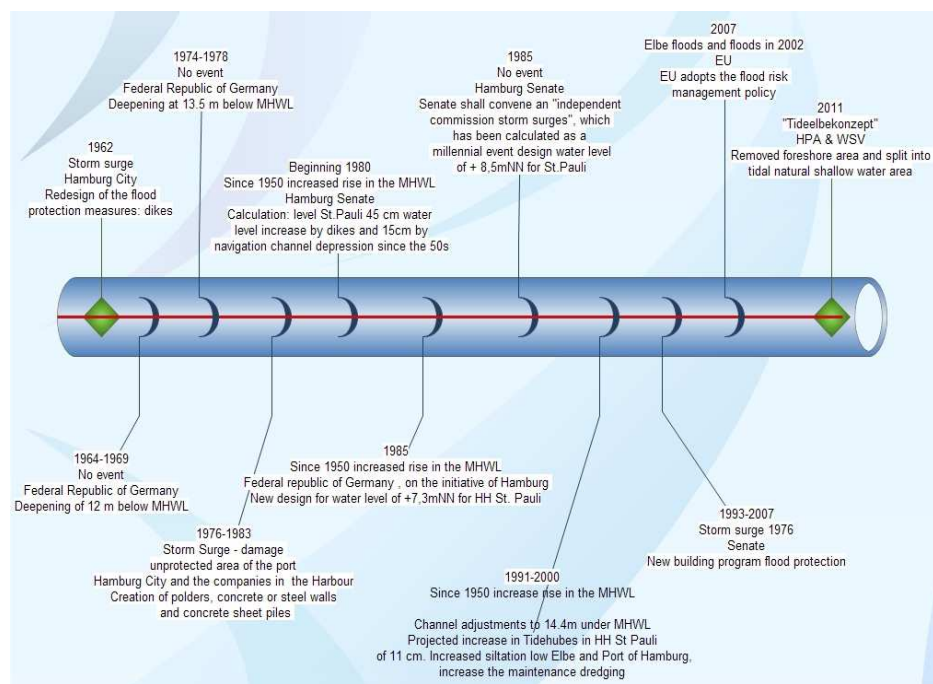 1962
Storm surge
Hamburg City
Redesign of the flood
protection measures: dikes
1974-1978
No event
Federal Republic of Germany
Deepening at 13.5 m below MHWL
Beginning 1980
Since 1950 increased rise in the MHWL
Hamburg Senate
Calculation: level St.Pauli 45 cm water
level increase by dikes and 15cm by
navigation channel depression since the 50s
1985
No event
Hamburg Senate
Senate shall convene an "independent
commission storm surges", which
has been calculated as a
millennial event design water level
of + 8,5mNN for St.Pauli
2007
Elbe floods and floods in 2002
EU
EU adopts the flood risk
management policy
2011
"Tideelbekonzept"
HPA & WSV
Removed foreshore area and split into
tidal natural shallow water area
1964-1969
No event
Federal Republic of Germany
Deepening of 12 m below MHWL
1976-1983
Storm Surge - damage
unprotected area of the port
Hamburg City and the companies in the Harbour
Creation of polders, concrete or steel walls
and concrete sheet piles
1985
Since 1950 increased rise in the MHWL
Federal republic of Germany , on the initiative of Hamburg
New design for water level of +7,3mNN for HH St. Pauli
1991-2000
Since 1950 increase rise in the MHWL
Channel adjustments to 14.4m under MHWL
Projected increase in Tidehubes in HH St Pauli
of 11 cm. Increased siltation low Elbe and Port of Hamburg,
increase the maintenance dredging
1993-2007
Storm surge 1976
Senate
New building program flood protection